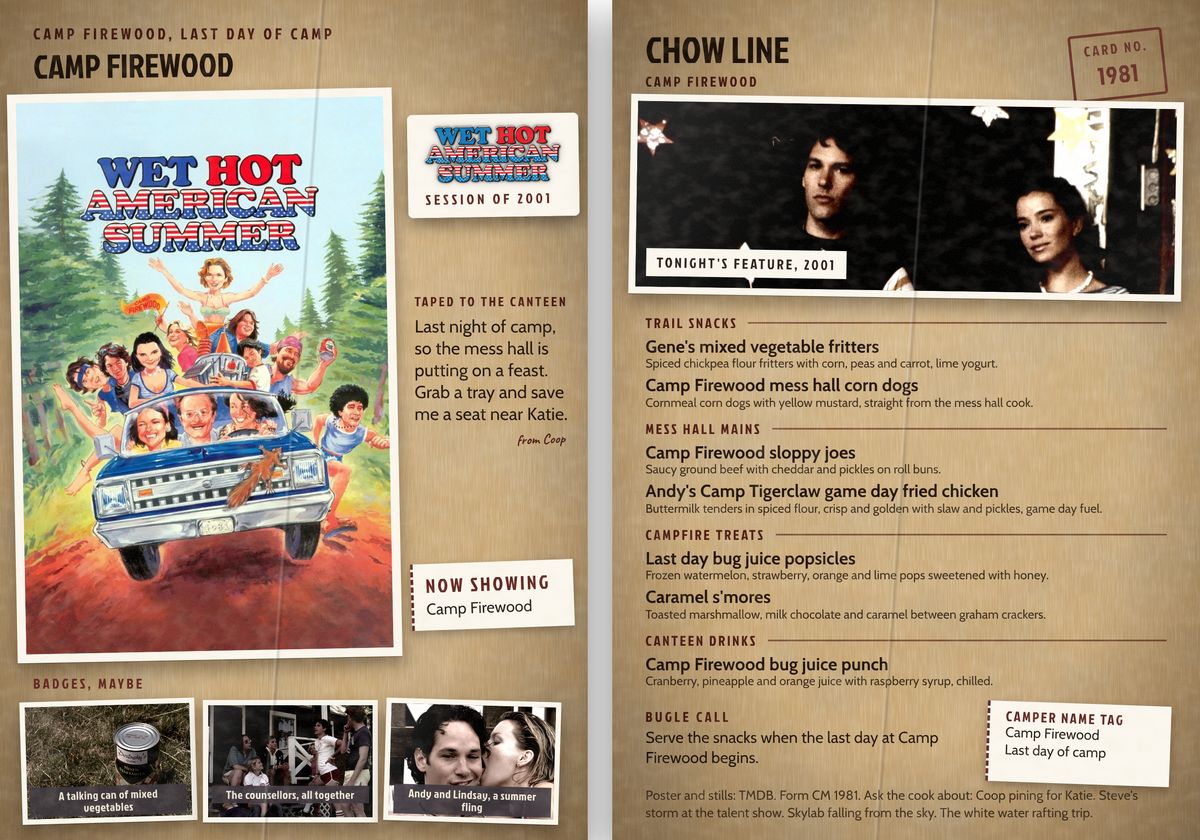 CAMP FIREWOOD, LAST DAY OF CAMP
CAMP FIREWOOD
WET HOT
AMERICAN
SUMMER
CAMP
FIREWOOD
WET HOT
AMERICAN
SUMMER
SESSION OF 2001
TAPED TO THE CANTEEN
Last night of camp,
so the mess hall is
putting on a feast.
Grab a tray and save
me a seat near Katie.
from Coop
NOW SHOWING
Camp Firewood
BADGES, MAYBE
A talking can of mixed
vegetables
The counsellors, all together
Andy and Lindsay, a summer
fling
CHOW LINE
CAMP FIREWOOD
CARD NO.
1981
TONIGHT'S FEATURE, 2001
TRAIL SNACKS
Gene's mixed vegetable fritters
Spiced chickpea flour fritters with corn, peas and carrot, lime yogurt.
Camp Firewood mess hall corn dogs
Cornmeal corn dogs with yellow mustard, straight from the mess hall cook.
MESS HALL MAINS
Camp Firewood sloppy joes
Saucy ground beef with cheddar and pickles on roll buns.
Andy's Camp Tigerclaw game day fried chicken
Buttermilk tenders in spiced flour, crisp and golden with slaw and pickles, game day fuel.
CAMPFIRE TREATS
Last day bug juice popsicles
Frozen watermelon, strawberry, orange and lime pops sweetened with honey.
Caramel s'mores
Toasted marshmallow, milk chocolate and caramel between graham crackers.
CANTEEN DRINKS
Camp Firewood bug juice punch
Cranberry, pineapple and orange juice with raspberry syrup, chilled.
BUGLE CALL
Serve the snacks when the last day at Camp
Firewood begins.
CAMPER NAME TAG
Camp Firewood
Last day of camp
Poster and stills: TMDB. Form CM 1981. Ask the cook about: Coop pining for Katie. Steve's
storm at the talent show. Skylab falling from the sky. The white water rafting trip.